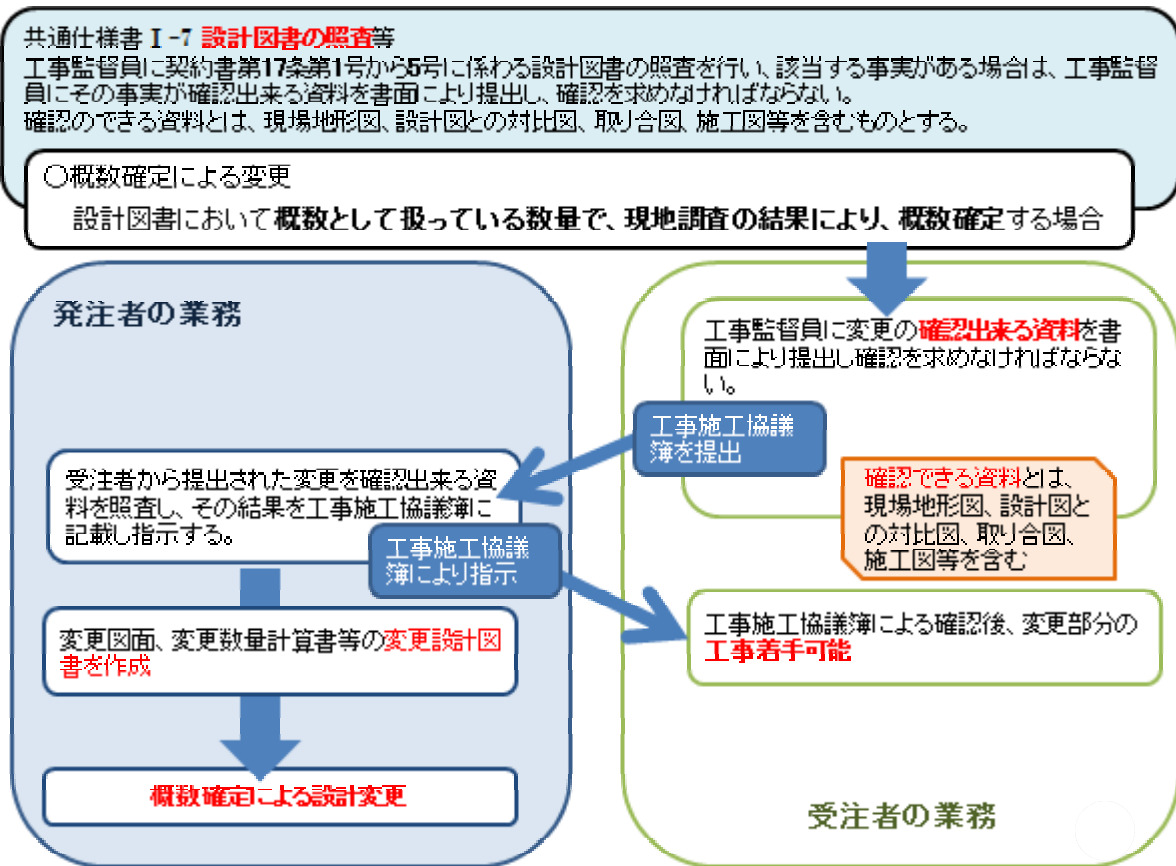 共通仕様書Ⅰ-7 設計図書の照査等
工事監督員に契約書第17条第1号から5号に係わる設計図書の照査を行い、該当する事実がある場合は、工事監督
員にその事実が確認出来る資料を書面により提出し、確認を求めなければならない。
確認のできる資料とは、現場地形図、設計図との対比図、取り合図、施工図等を含むものとする。
○概数確定による変更
設計図書において概数として扱っている数量で、現地調査の結果により、概数確定する場合
発注者の業務
工事監督員に変更の確認出来る資料を書
面により提出し確認を求めなければならな
い。
工事施工協議
簿を提出
確認できる資料とは、
現場地形図、設計図と
の対比図、取り合図、
施工図等を含む
受注者から提出された変更を確認出来る資
料を照査し、その結果を工事施工協議簿に
記載し指示する。
工事施工協議
簿により指示
工事施工協議簿による確認後、変更部分の
工事着手可能
変更図面、変更数量計算書等の変更設計図
書を作成
概数確定による設計変更
受注者の業務